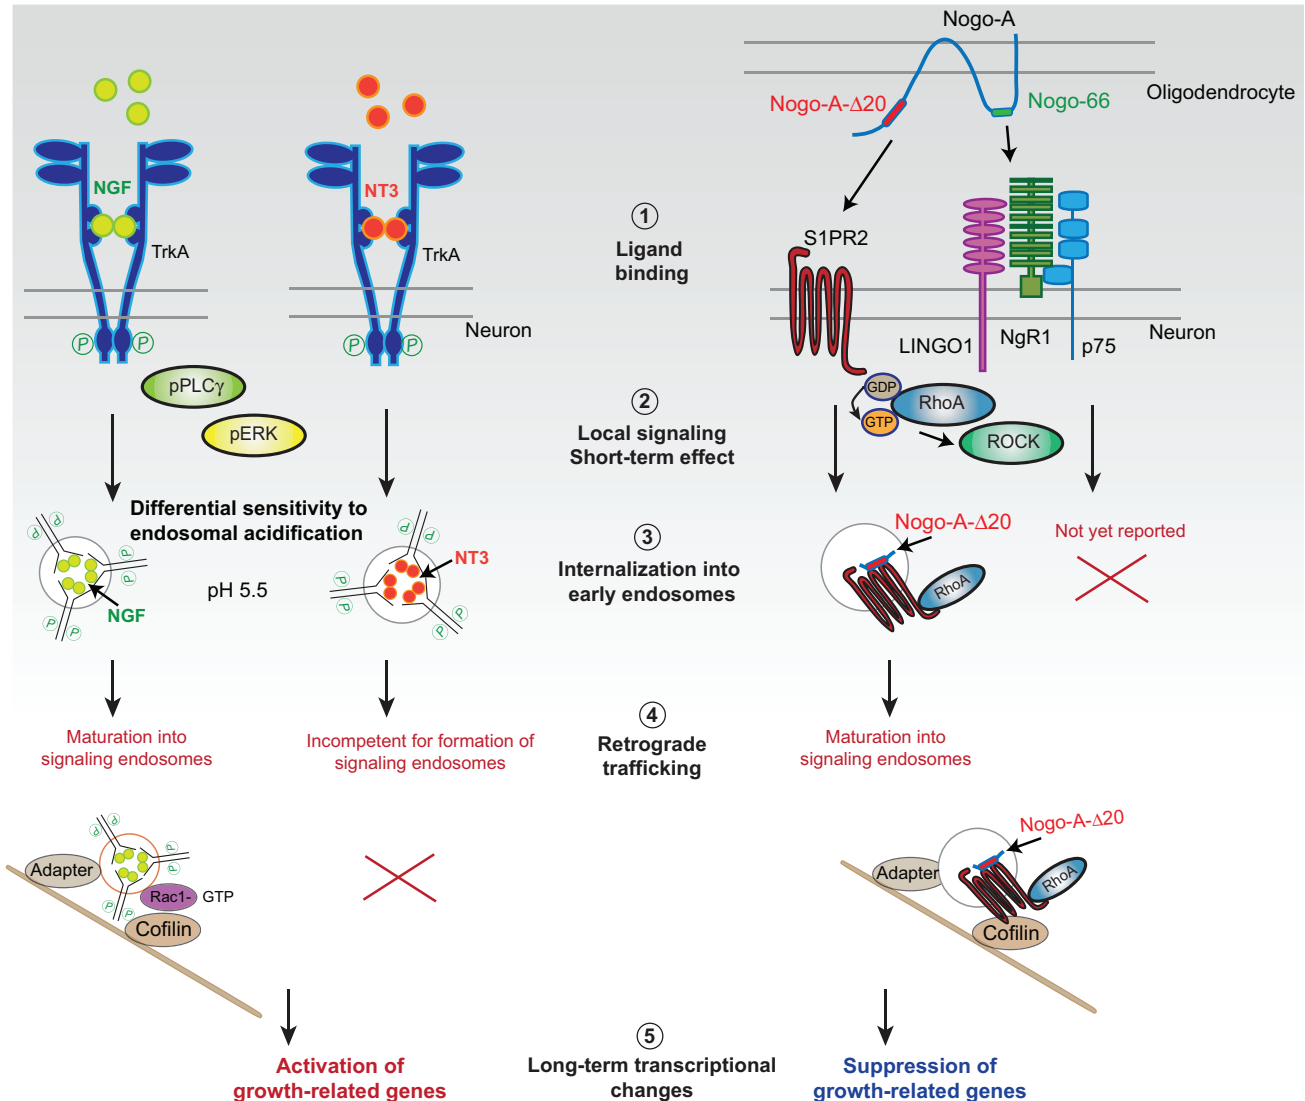 Nogo-A
Nogo-A-Δ20
Nogo-66
Oligodendrocyte
NGF
NT3
TrkA
TrkA
Neuron
P
P
P
P
1
Ligand
binding
S1PR2
LINGO1
NgR1
p75
Neuron
pPLCγ
pERK
2
Local signaling
Short-term effect
GDP
GTP
RhoA
ROCK
Differential sensitivity to
endosomal acidification
pH 5.5
P
P
P
P
P
P
NGF
P
P
P
P
P
P
NT3
3
Internalization into
early endosomes
Nogo-A-Δ20
RhoA
Not yet reported
Maturation into
signaling endosomes
Incompetent for formation of
signaling endosomes
4
Retrograde
trafficking
Maturation into
signaling endosomes
P
P
P
P
P
P
Adapter
Rac1-
GTP
Cofilin
Nogo-A-Δ20
Adapter
RhoA
Cofilin
Activation of
growth-related genes
5
Long-term transcriptional
changes
Suppression of
growth-related genes